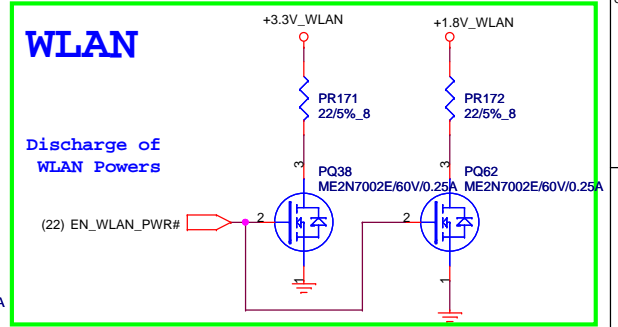 WLAN
+3.3V_WLAN
+1.8V_WLAN
PR171
22/5%_8
PR172
22/5%_8
Discharge of
WLAN Powers
3
3
PQ38
ME2N7002E/60V/0.25A
PQ62
ME2N7002E/60V/0.25A
(22) EN_WLAN_PWR#
2
2
1
1
A